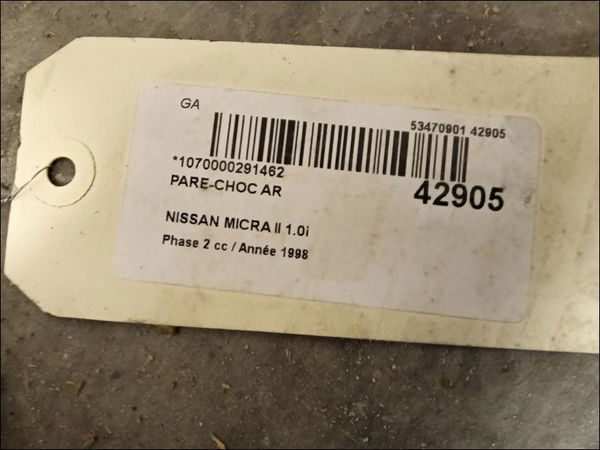 GA
53470901 42905
*1070000291462
PARE-CHOC AR
42905
NISSAN MICRA II 1.0i
Phase 2 cc / Année 1998